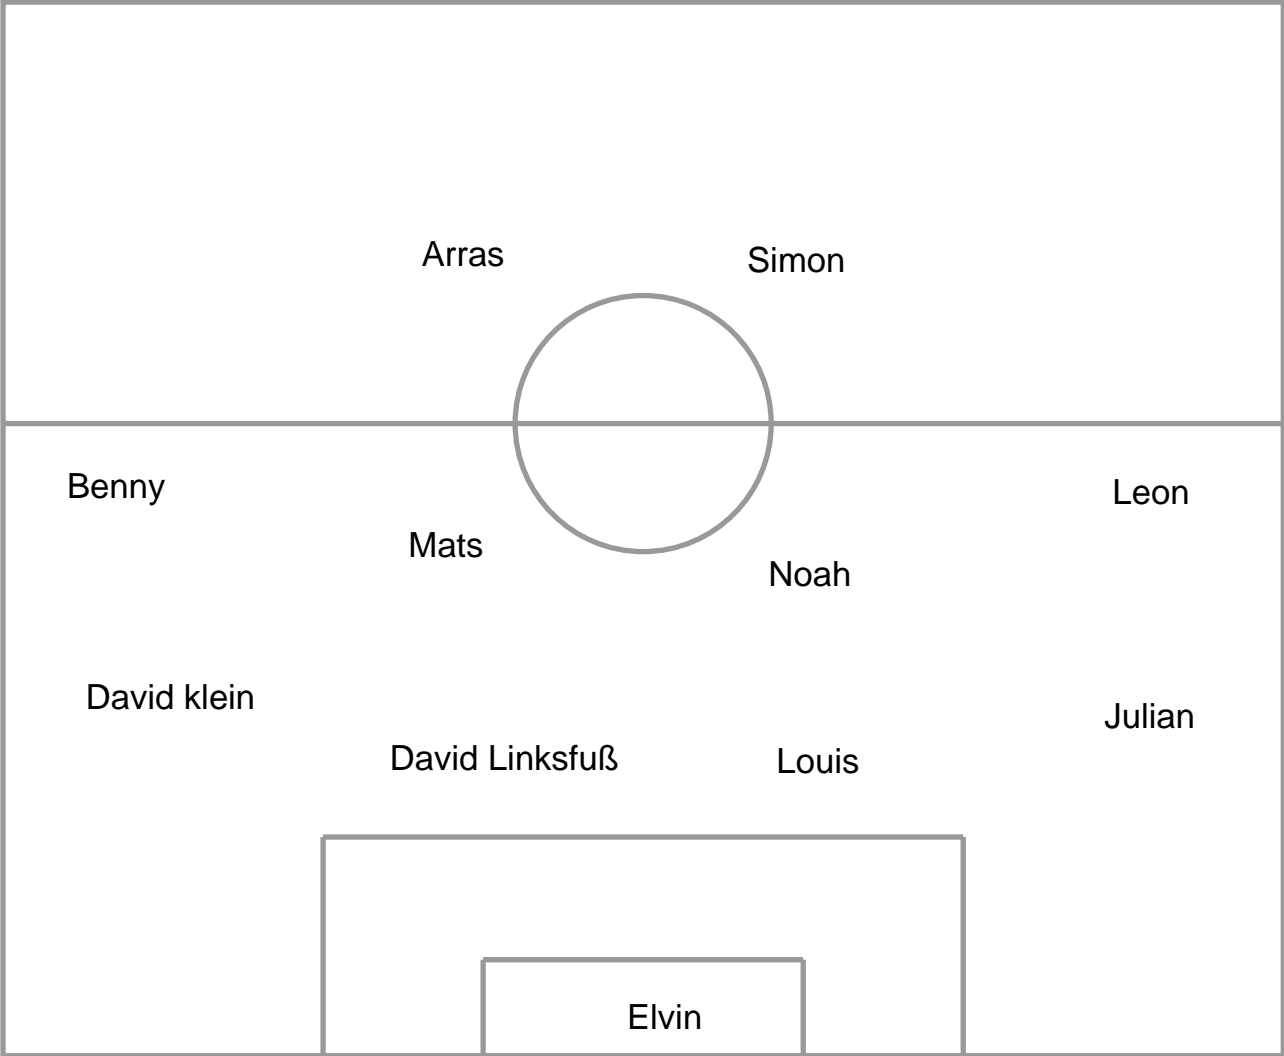 Arras
Simon
Benny
Leon
Mats
Noah
David klein
Julian
David Linksfuß
Louis
Elvin